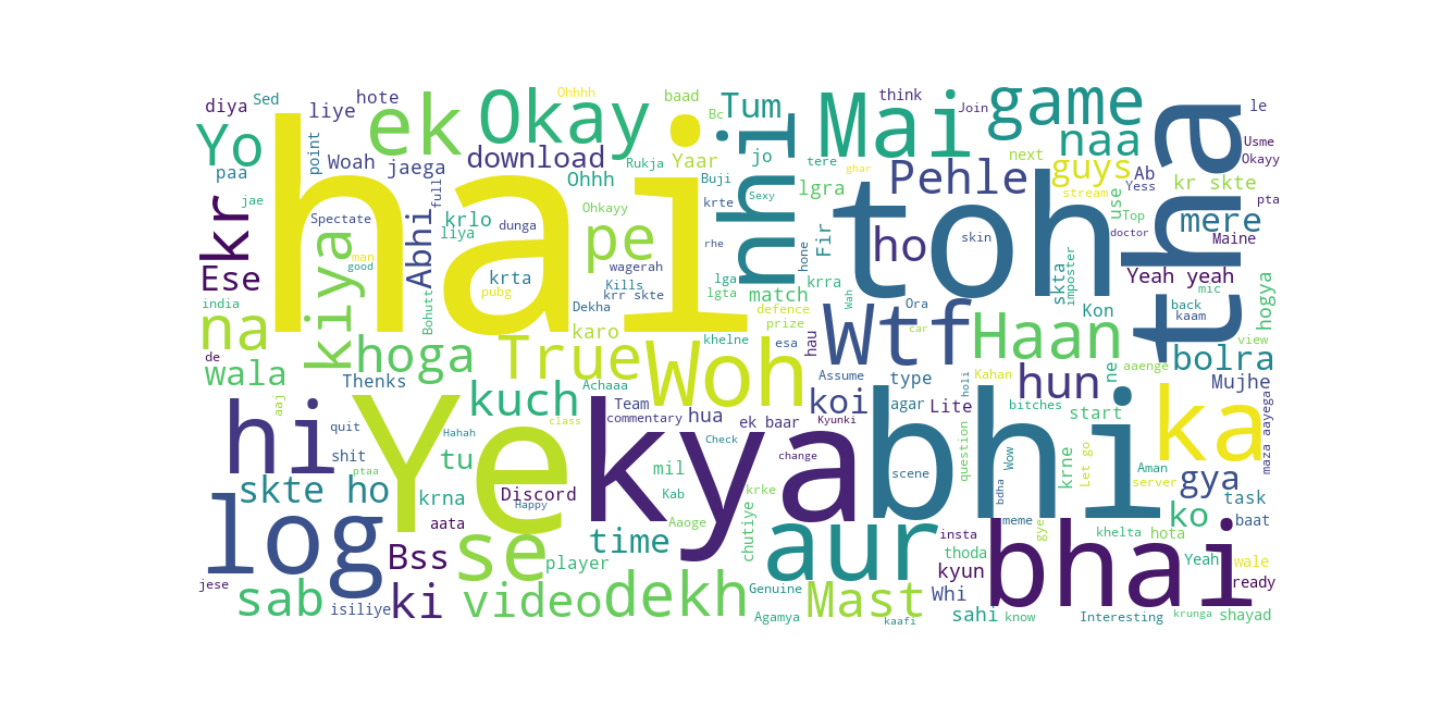 hai
Ye
kya
bhi
toh
tha
log
bhai
Woh
nhi
Mai
aur
ka
hi
ek
Okay
game
kr
Wtf
Haan
se
dekh
True
kiya
pe
Yo
na
naa
Pehle
ho
guys
mere
bolra
hun
koi
ko
gya
Mast
video
ki
sab
Bss
time
skte ho
kuch
hoga
wala
Ese
Abhi
download
Tum
tu
diya
Sed
liye
hote
Ohhhh
baad
Bc
think
Join
le
Usme
Okayy
paa
point
Woah
jaega
full
Ohhh
Rukja
Yaar
jo
tere
ghar
next
Ab
Yess
kr skte
pta
jae
Spectate
krlo
liya
dunga
Ohkayy
Buji
krte
Sexy
lgra
stream
use
Top
doctor
Maine
man
good
krta
pubg
Bohutt
wagerah
Kills
krr skte
rhe
lga
lgta
hone
krra
Fir
skin
skta
imposter
Yeah yeah
mic
hogya
india
Dekha
match
defence
prize
Wah
Ora
car
Kon
back
kaam
view
de
karo
khelne
esa
hau
ne
aaenge
Thenks
Achaaa
Assume
type
Kahan
holi
Mujhe
aaj
Team
commentary
hua
ek baar
Kyunki
agar
Lite
bitches
start
maza aayega
quit
Hahah
class
Check
shit
ptaa
mil
change
scene
question
Wow
Let go
krne
Aman
server
krna
Discord
Happy
Kab
krke
bdha
task
aata
Aaoge
chutiye
meme
gye
insta
khelta
hota
baat
jese
isiliye
player
Genuine
thoda
kyun
Whi
Yeah
wale
ready
Agamya
kaafi
sahi
know
Interesting
krunga
shayad